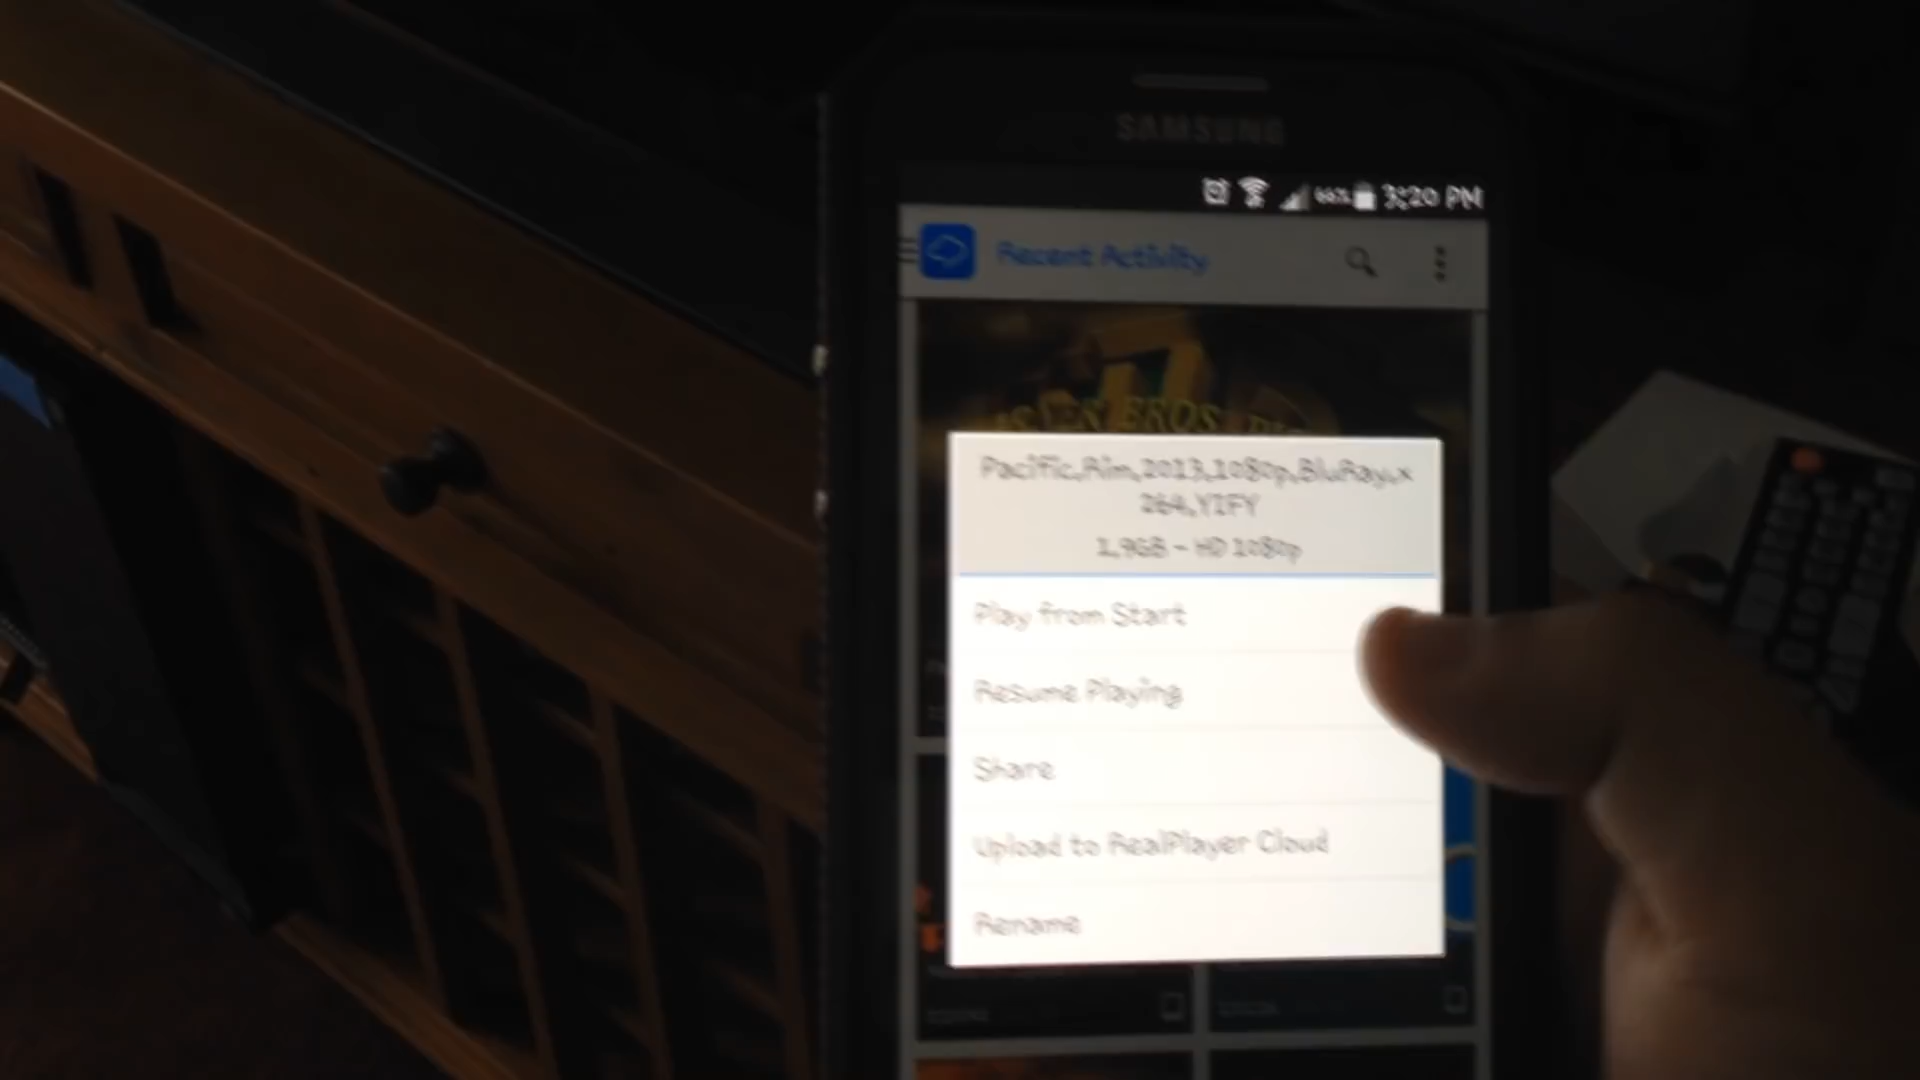 SAMSUNG
3:20 PM
Recent Activity
BROS
Pacific.Rim.2013.1080p.BluRay.x
264.YIFY
1.9GB - HD 1080p
Play from Start
Resume Playing
Share
Upload to RealPlayer Cloud
Rename